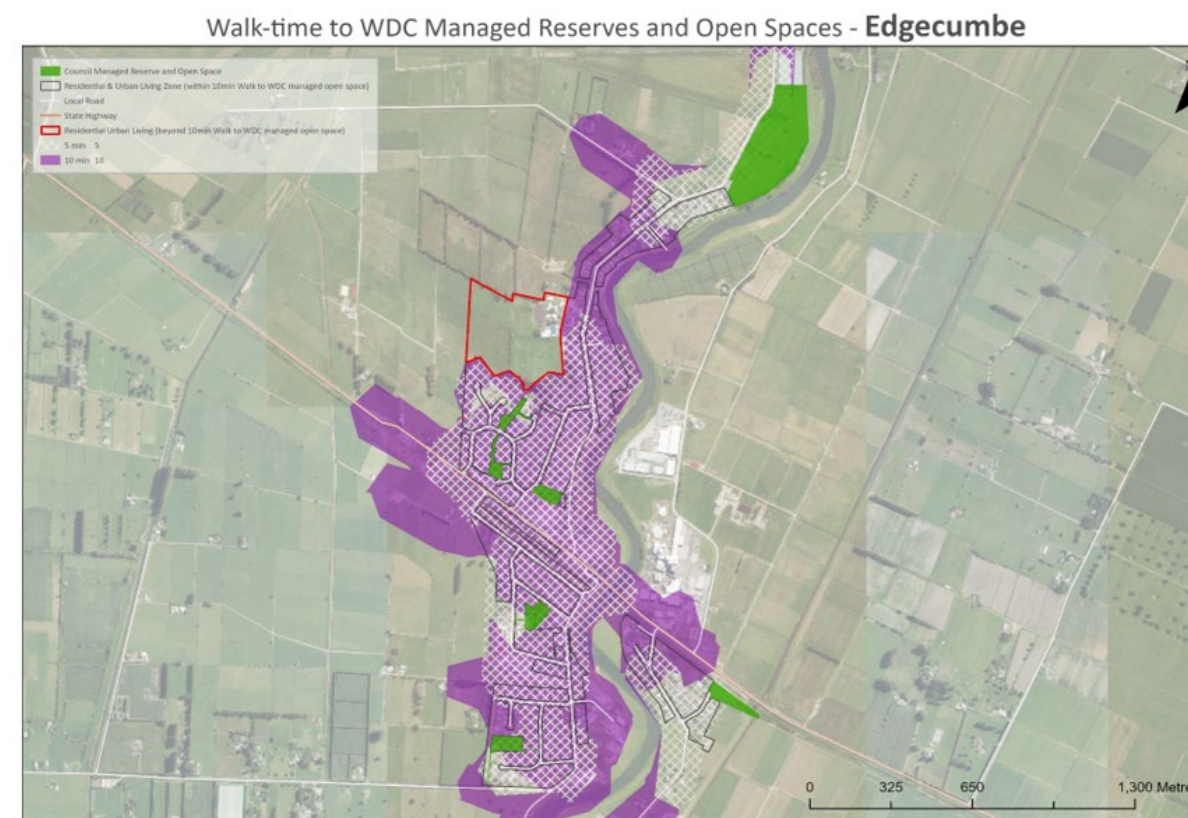 Walk-time to WDC Managed Reserves and Open Spaces - Edgecumbe
Council Managed Reserve and Open Space
Residential & Urban Living Zone (within 10min Walk to WDC managed open space)
Local Road
State Highway
Residential Urban Living (beyond 10min Walk to WDC managed open space)
5 min 5
10 min 10
0 325 650 1,300 Metre